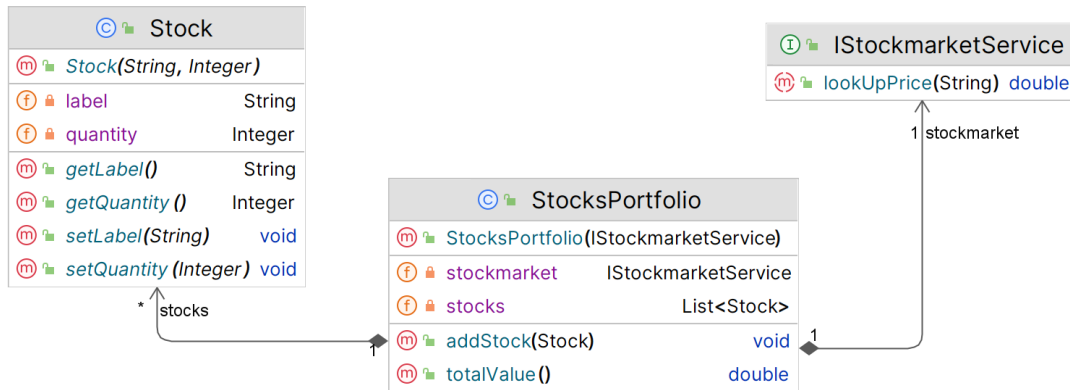 Stock
Stock(String, Integer)
label String
quantity Integer
getLabel() String
getQuantity() Integer
setLabel(String) void
setQuantity(Integer) void
* stocks
1
StocksPortfolio
StocksPortfolio(IStockmarketService)
stockmarket IStockmarketService
stocks List<Stock>
addStock(Stock) void
totalValue() double
1
IStockmarketService
lookUpPrice(String) double
1 stockmarket